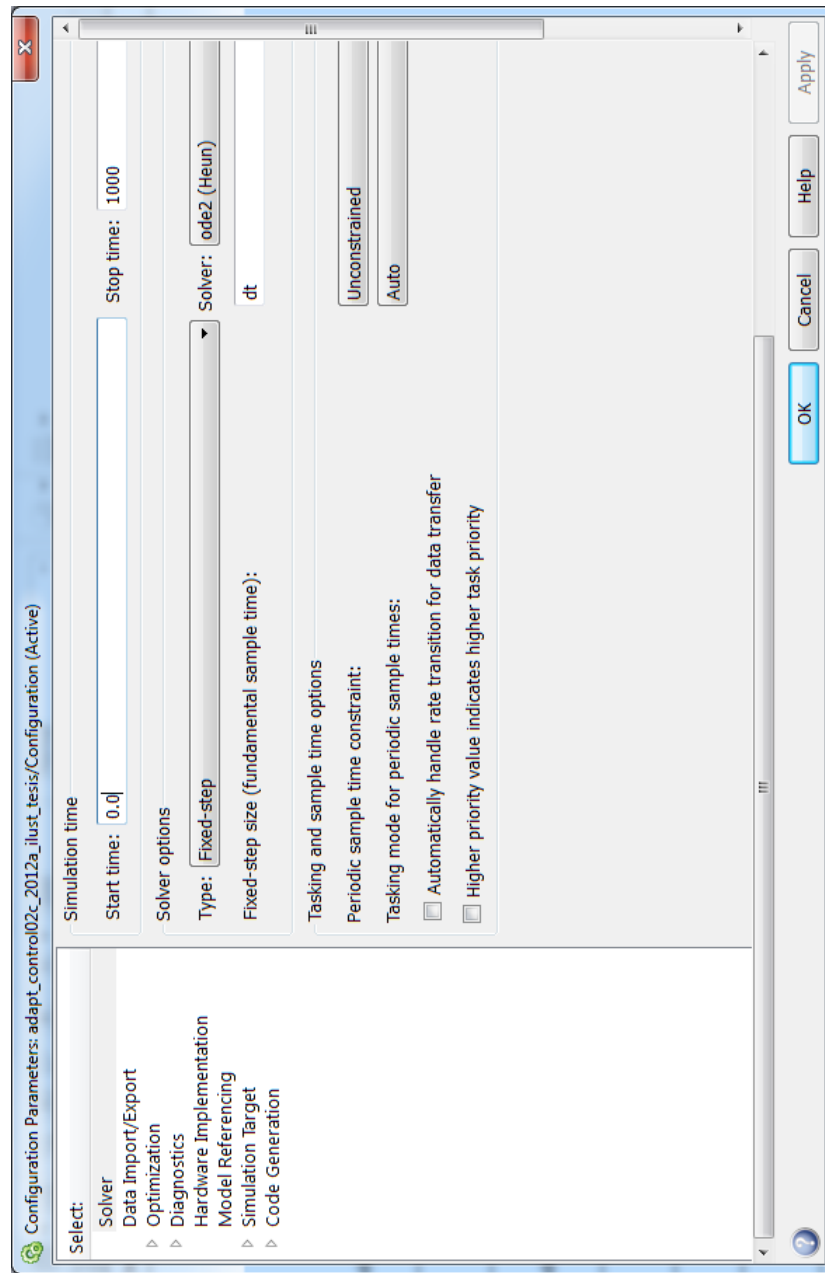 Configuration Parameters: adapt_control02c_2012a_ilust_tesis/Configuration (Active)
Select:
Solver
Data Import/Export
Optimization
Diagnostics
Hardware Implementation
Model Referencing
Simulation Target
Code Generation
Simulation time
Start time: 0.0 Stop time: 1000
Solver options
Type: Fixed-step Solver: ode2 (Heun)
Fixed-step size (fundamental sample time): dt
Tasking and sample time options
Periodic sample time constraint: Unconstrained
Tasking mode for periodic sample times: Auto
Automatically handle rate transition for data transfer
Higher priority value indicates higher task priority
OK Cancel Help Apply